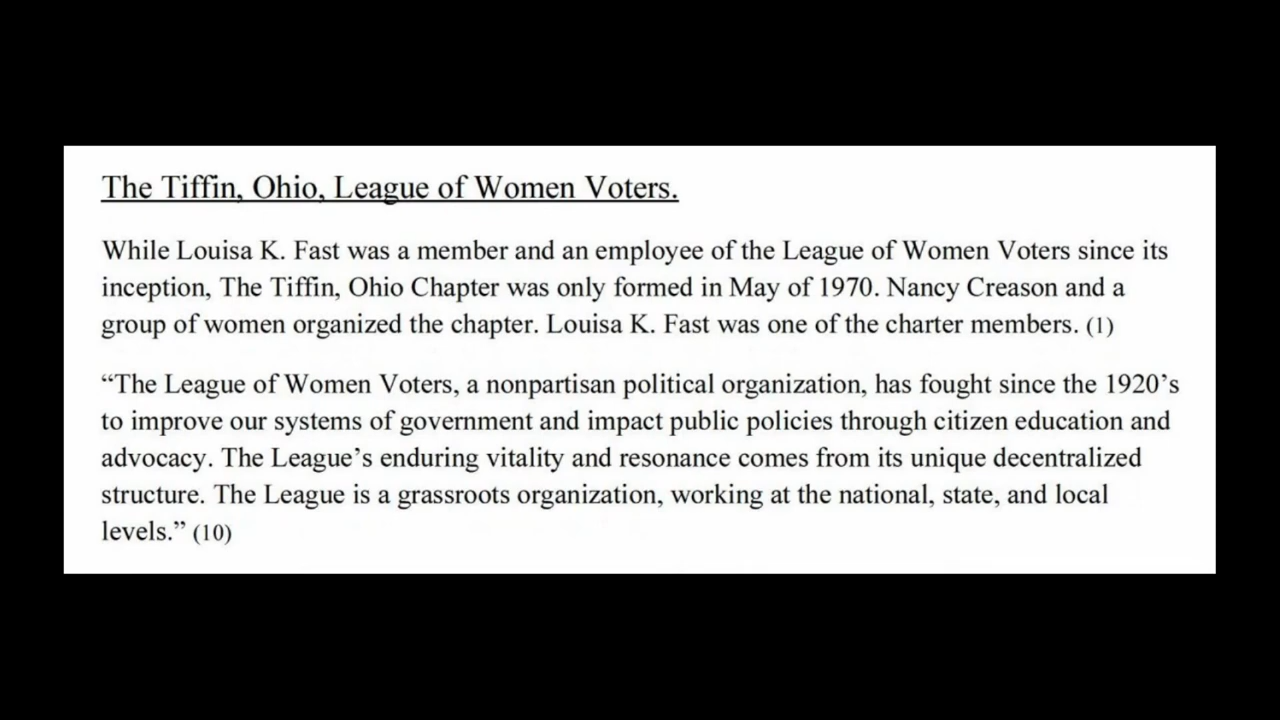 The Tiffin, Ohio, League of Women Voters.
While Louisa K. Fast was a member and an employee of the League of Women Voters since its
inception, The Tiffin, Ohio Chapter was only formed in May of 1970. Nancy Creason and a
group of women organized the chapter. Louisa K. Fast was one of the charter members. (1)
“The League of Women Voters, a nonpartisan political organization, has fought since the 1920’s
to improve our systems of government and impact public policies through citizen education and
advocacy. The League’s enduring vitality and resonance comes from its unique decentralized
structure. The League is a grassroots organization, working at the national, state, and local
levels.” (10)